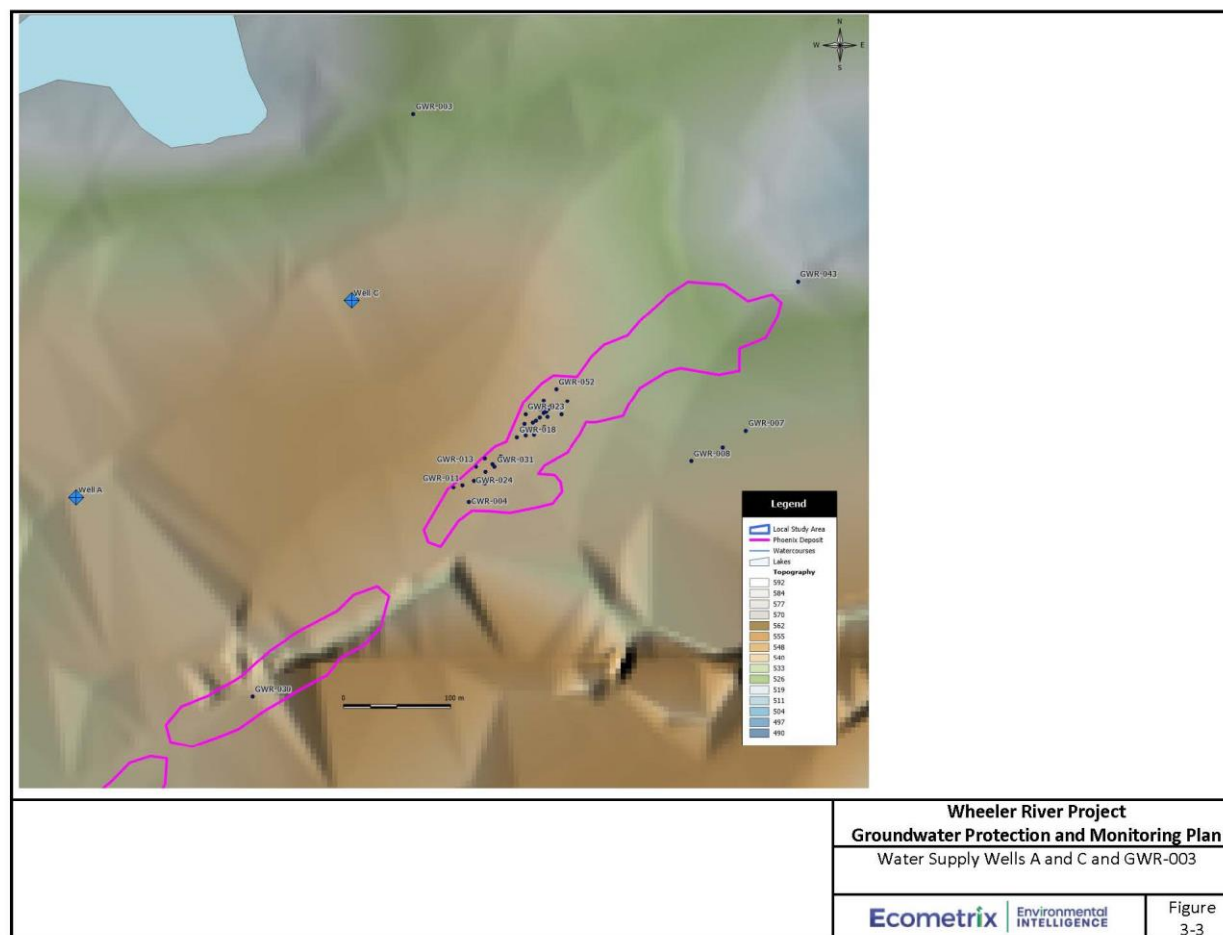 N
W E
S
GWR-003
GWR-043
Well C
GWR-052
GWR-023
GWR-018
GWR-007
GWR-008
GWR-013
GWR-031
GWR-011
GWR-024
GWR-004
Well A
GWR-030
0 100 m
Legend
Local Study Area
Phoenix Deposit
Watercourses
Lakes
Topography
592
584
577
570
562
555
548
540
533
526
519
511
504
497
490
Wheeler River Project
Groundwater Protection and Monitoring Plan
Water Supply Wells A and C and GWR-003
Ecometrix Environmental
INTELLIGENCE
Figure
3-3